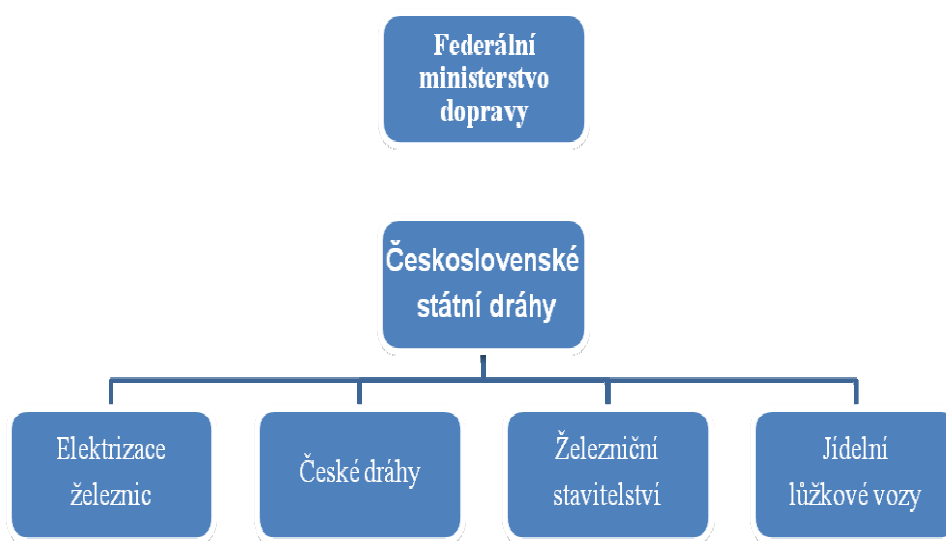 Federální
ministerstvo
dopravy
Československé
státní dráhy
Elektrizace
železnic
České dráhy
Železniční
stavitelství
Jídelní
lůžkové vozy